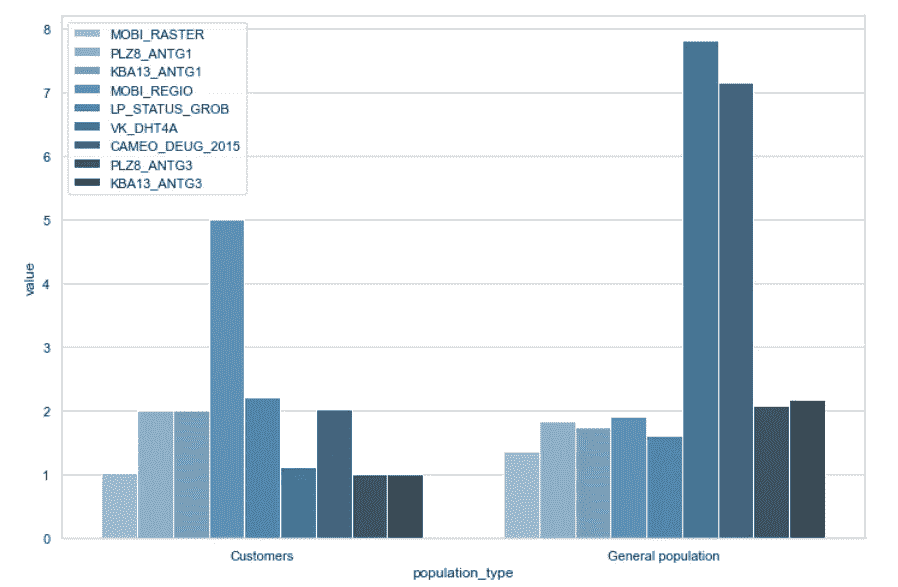 8
7
6
5
4
3
2
1
0
value
MOBI_RASTER
PLZ8_ANTG1
KBA13_ANTG1
MOBI_REGIO
LP_STATUS_GROB
VK_DHT4A
CAMEO_DEUG_2015
PLZ8_ANTG3
KBA13_ANTG3
Customers
General population
population_type